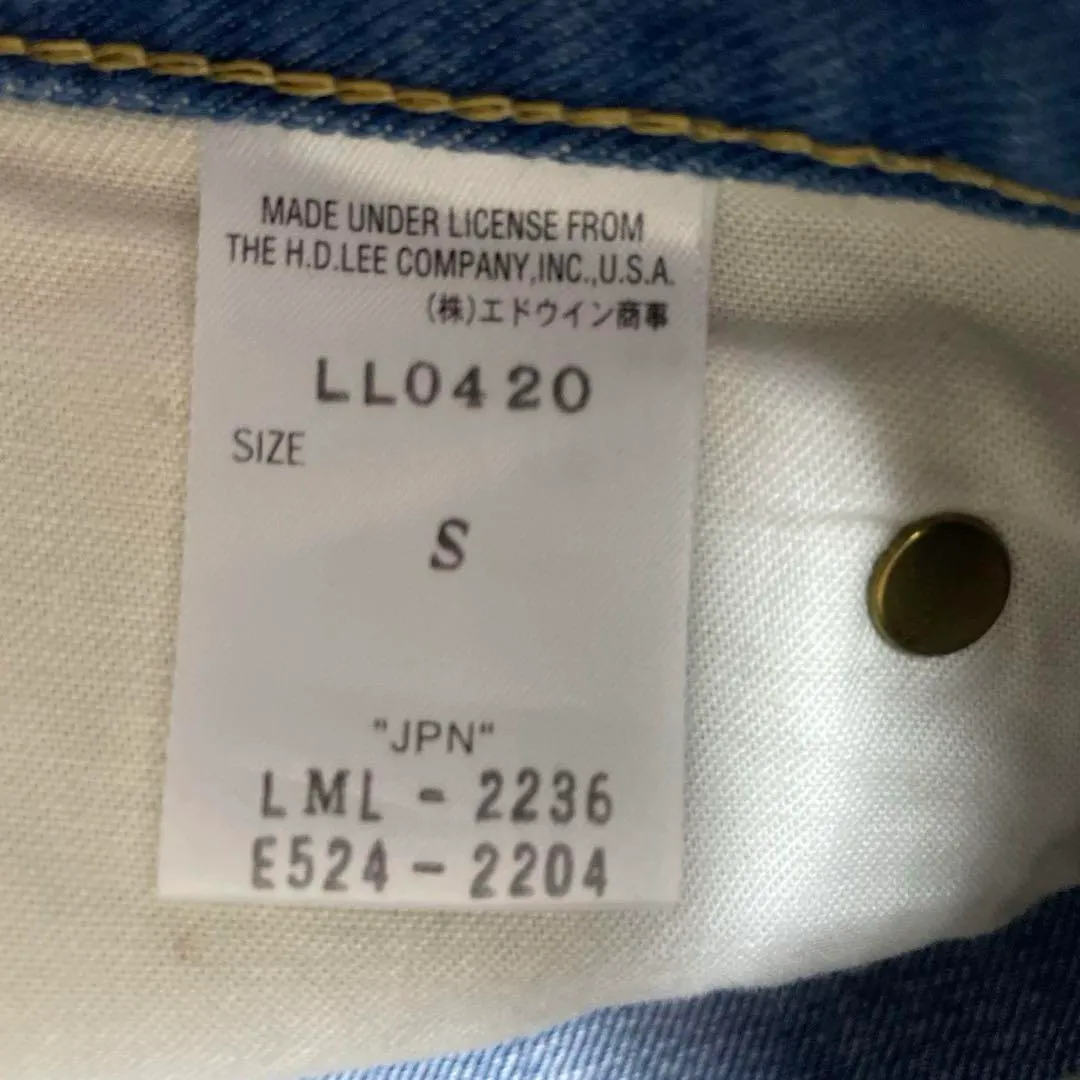 MADE UNDER LICENSE FROM
THE H.D.LEE COMPANY,INC.,U.S.A.
(株)エドウイン商事
LL0420
SIZE
S
"JPN"
LML - 2236
E524 - 2204